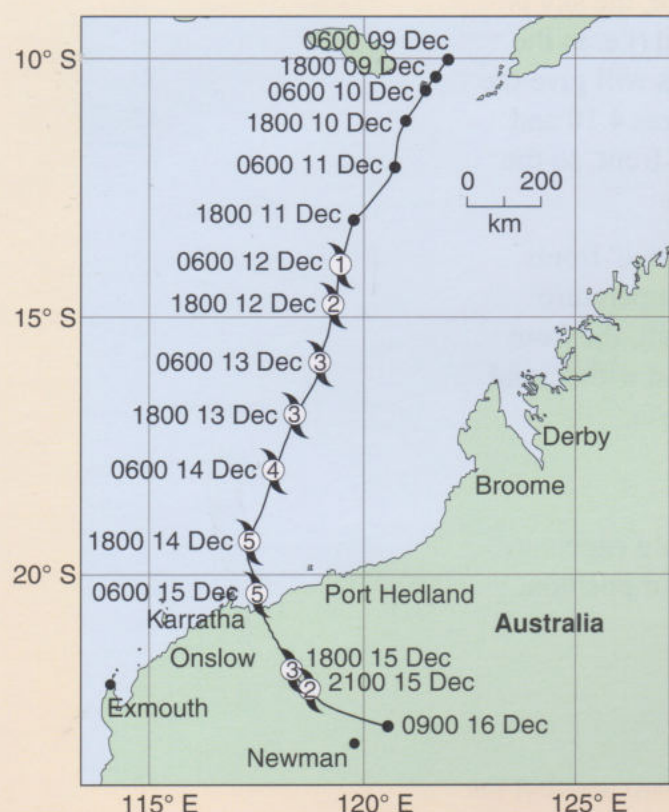 0600 09 Dec
10° S
1800 09 Dec
0600 10 Dec
1800 10 Dec
0600 11 Dec
0 200
km
1800 11 Dec
0600 12 Dec 1
1800 12 Dec 2
15° S
0600 13 Dec 3
1800 13 Dec 3
Derby
0600 14 Dec 4
Broome
1800 14 Dec 5
20° S
0600 15 Dec 5
Port Hedland
Karratha
Australia
Onslow
3 1800 15 Dec
2 2100 15 Dec
Exmouth
0900 16 Dec
Newman
115° E 120° E 125° E